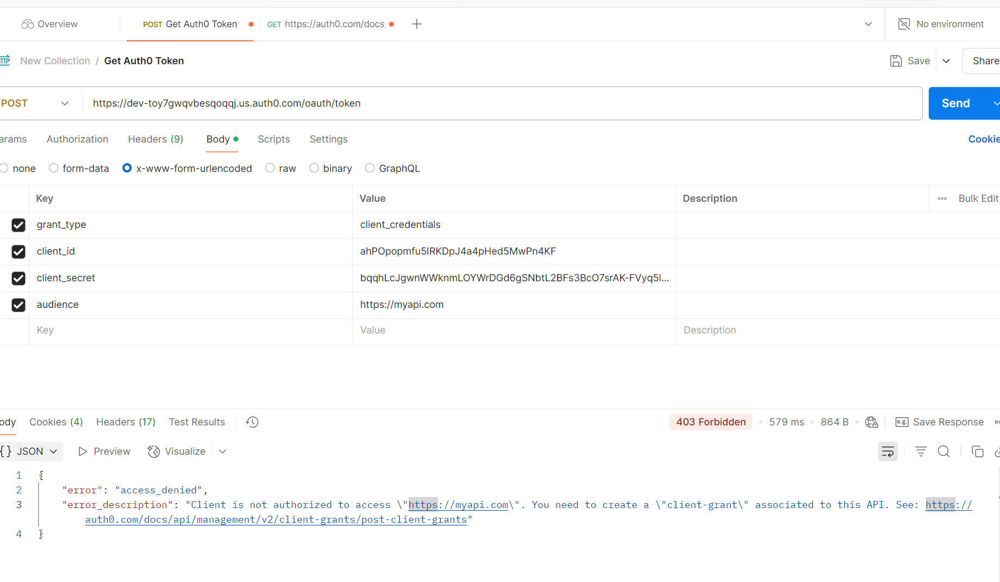 Overview
POST Get Auth0 Token
GET https://auth0.com/docs
No environment
New Collection / Get Auth0 Token
Save
Share
POST
https://dev-toy7gwqvbesqoqqj.us.auth0.com/oauth/token
Send
arams Authorization Headers (9) Body Scripts Settings Cookie
none form-data x-www-form-urlencoded raw binary GraphQL
Key Value Description Bulk Edit
grant_type client_credentials
client_id ahPOpopmfu5IRKDpJ4a4pHed5MwPn4KF
client_secret bqqhLcJgwnWWknmLOYWrDGd6gSNbtL2BFs3BcO7srAK-FVyq5I...
audience https://myapi.com
Key Value Description
ody Cookies (4) Headers (17) Test Results 403 Forbidden • 579 ms • 864 B • e.g. Save Response
{} JSON Preview Visualize
1 {
2 "error": "access_denied",
3 "error_description": "Client is not authorized to access \"https://myapi.com\". You need to create a \"client-grant\" associated to this API. See: https://
auth0.com/docs/api/management/v2/client-grants/post-client-grants"
4 }